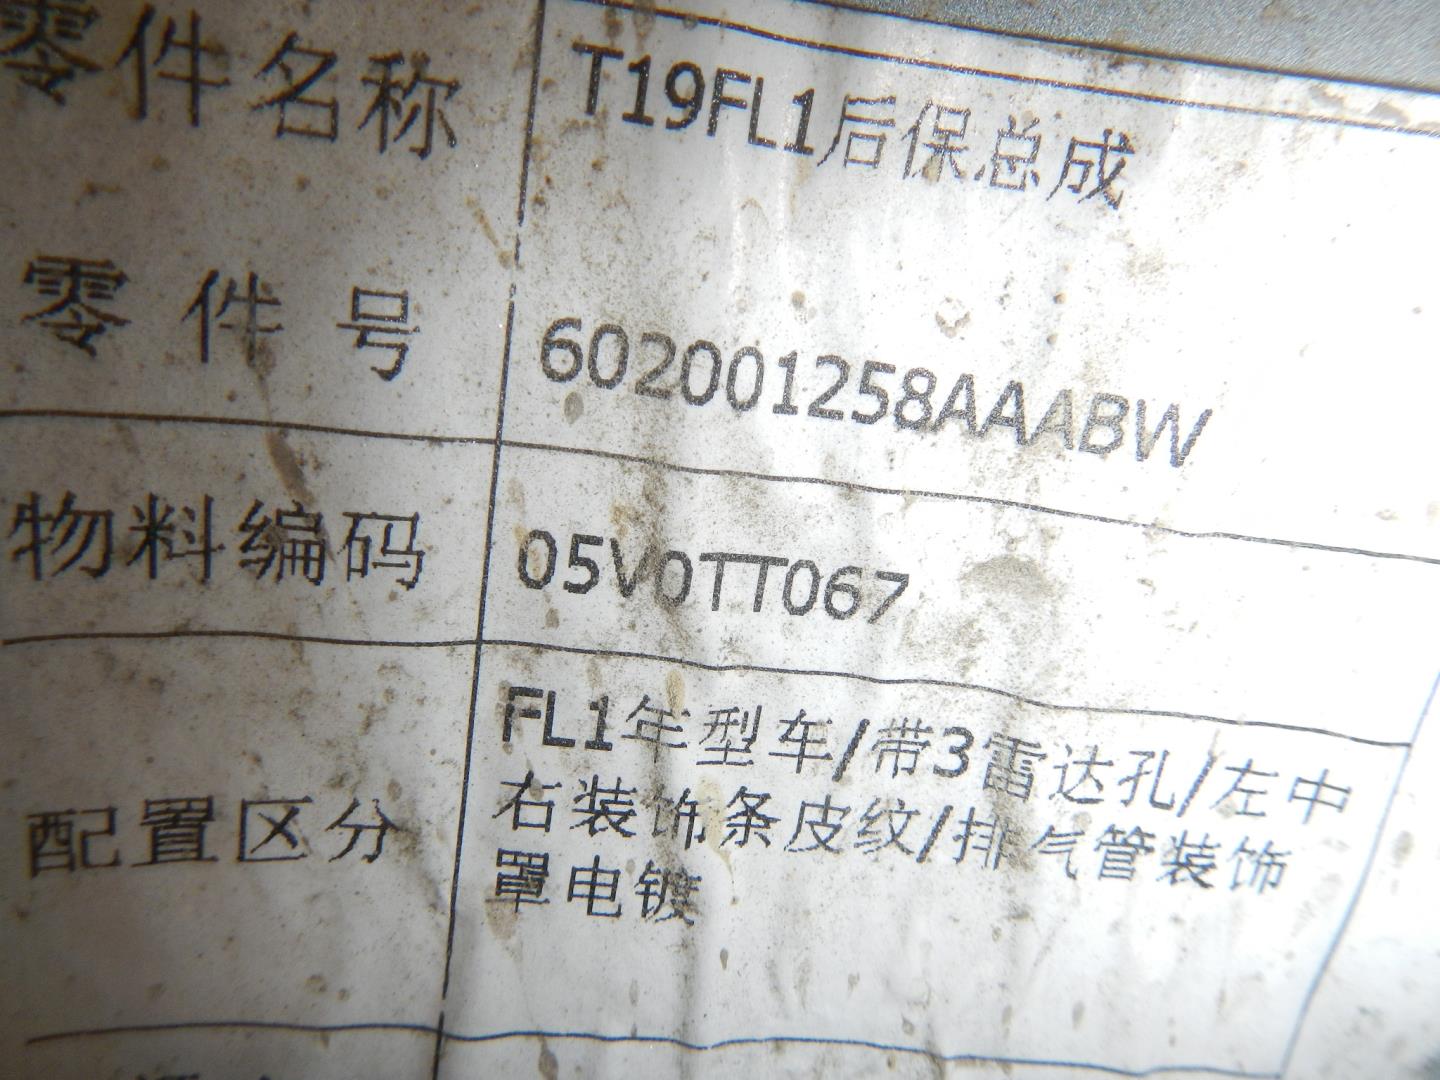 零件名称 T19FL1后保总成
零件号 602001258AAABW
物料编码 05V0TT067
FL1年型车/带3雷达孔/左中
配置区分 右装饰条皮纹/排气管装饰
罩电镀